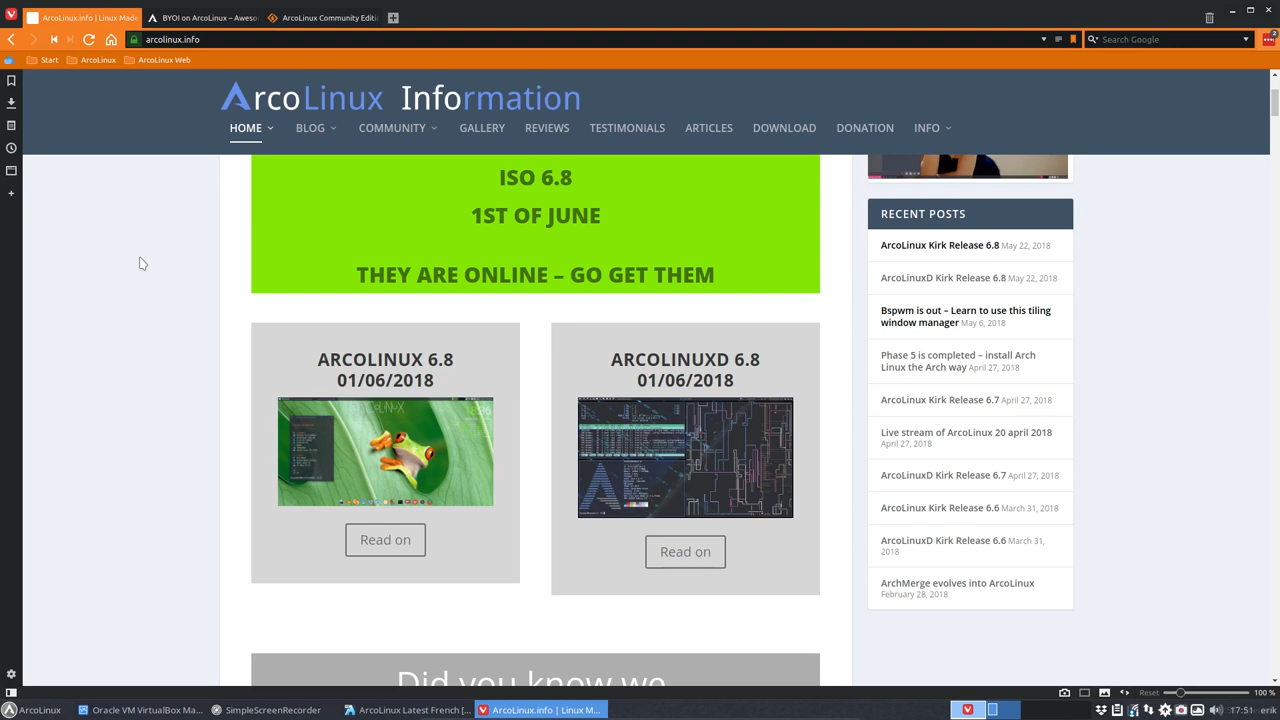 ArcoLinux.info | Linux Made
BYOI on ArcoLinux – Aweso
ArcoLinux Community Editi
arcolinux.info
Search Google
2
Start
ArcoLinux
ArcoLinux Web
ArcoLinux Information
HOME
BLOG
COMMUNITY
GALLERY
REVIEWS
TESTIMONIALS
ARTICLES
DOWNLOAD
DONATION
INFO
ISO 6.8
1ST OF JUNE
THEY ARE ONLINE – GO GET THEM
ARCOLINUX 6.8
01/06/2018
Read on
ARCOLINUXD 6.8
01/06/2018
Read on
Did you know we
RECENT POSTS
ArcoLinux Kirk Release 6.8 May 22, 2018
ArcoLinuxD Kirk Release 6.8 May 22, 2018
Bspwm is out – Learn to use this tiling
window manager May 6, 2018
Phase 5 is completed – install Arch
Linux the Arch way April 27, 2018
ArcoLinux Kirk Release 6.7 April 27, 2018
Live stream of ArcoLinux 20 april 2018
April 27, 2018
ArcoLinuxD Kirk Release 6.7 April 27, 2018
ArcoLinux Kirk Release 6.6 March 31, 2018
ArcoLinuxD Kirk Release 6.6 March 31,
2018
ArchMerge evolves into ArcoLinux
February 28, 2018
Reset
100 %
ArcoLinux
Oracle VM VirtualBox Ma...
SimpleScreenRecorder
ArcoLinux Latest French [...
ArcoLinux.info | Linux M...
17:51
erik